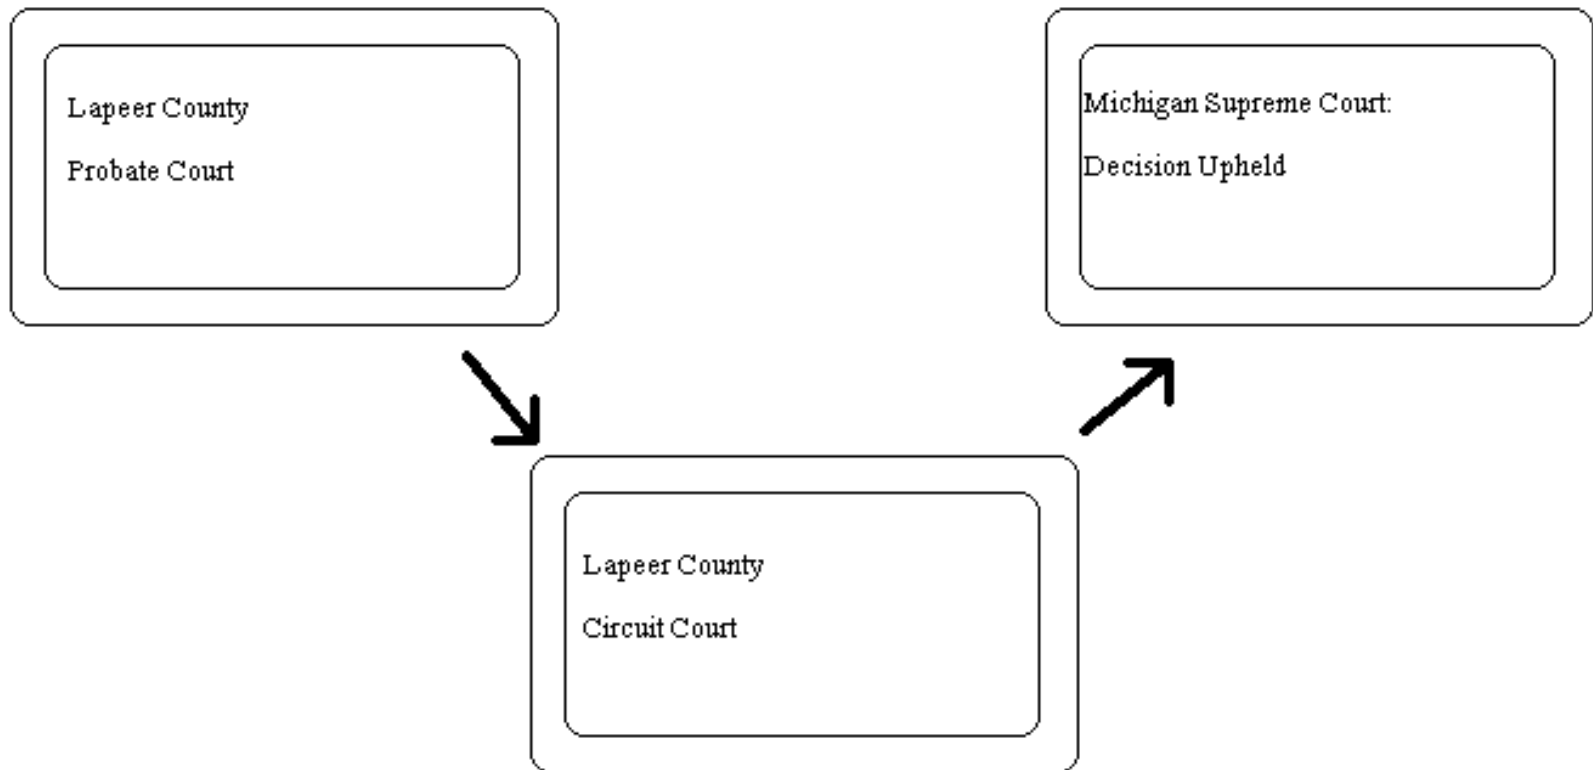 Lapeer County
Probate Court
Lapeer County
Circuit Court
Michigan Supreme Court:
Decision Upheld